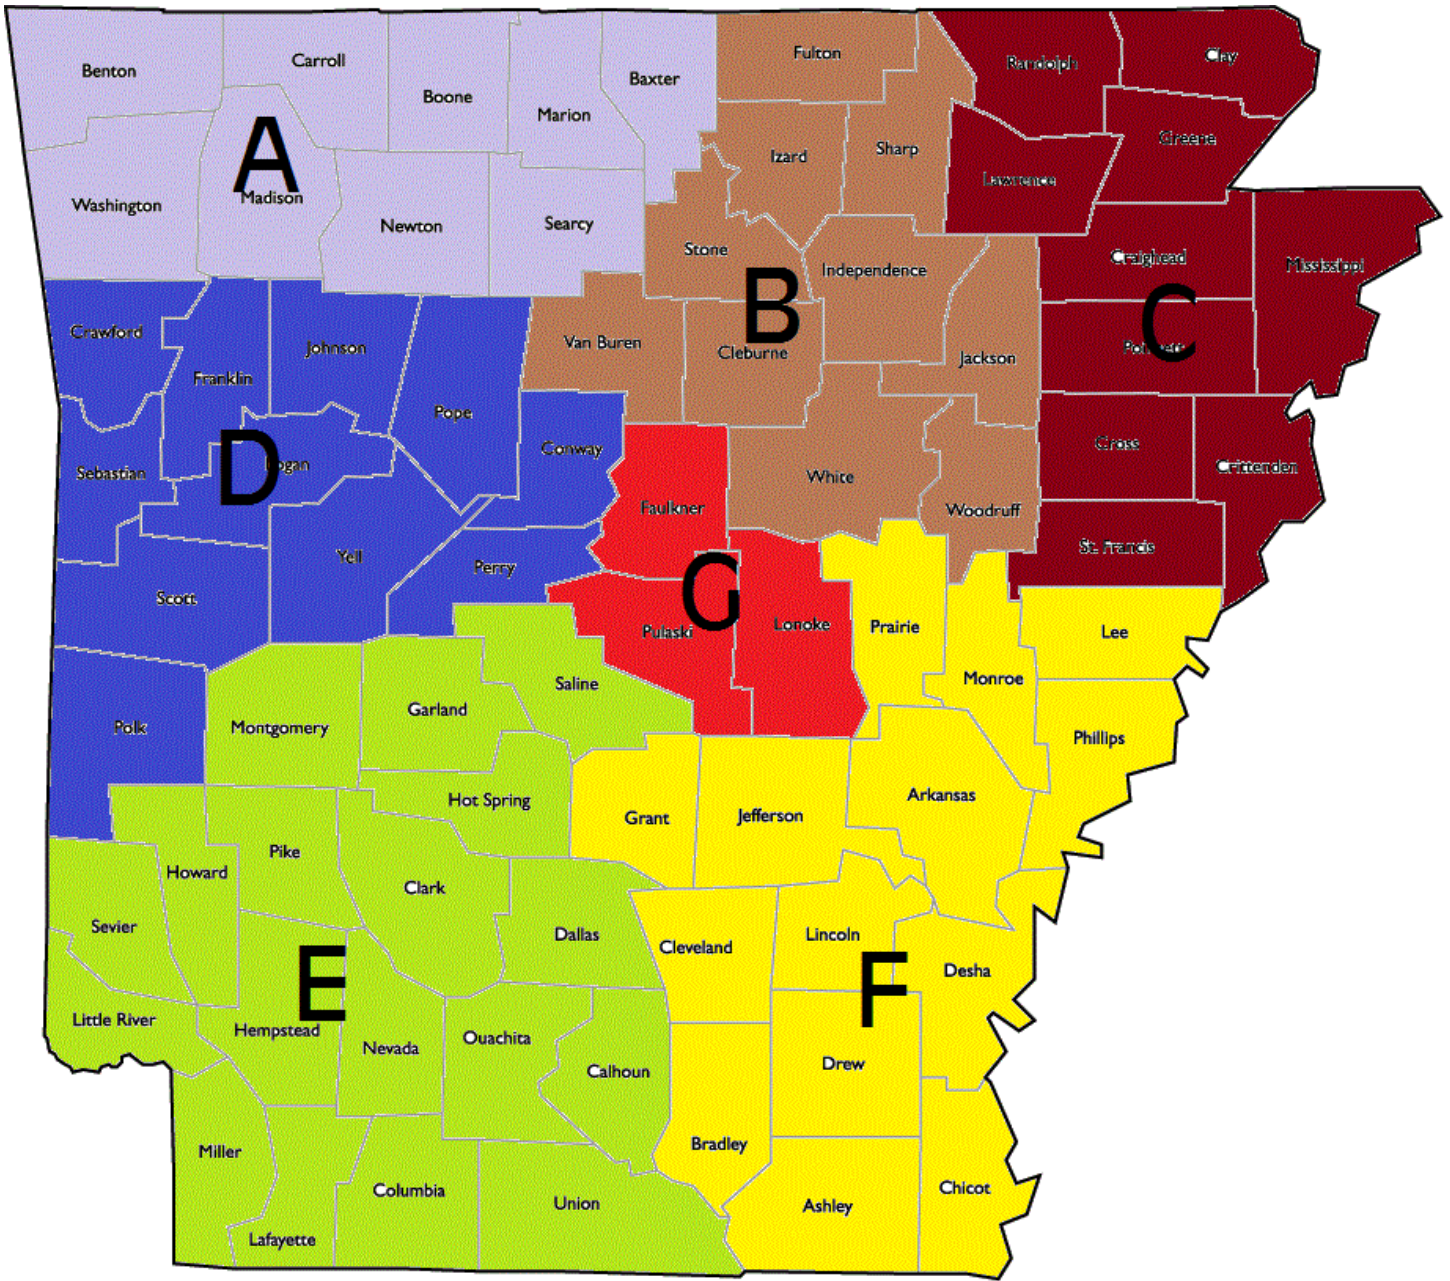 Benton
Carroll
Boone
Marion
Baxter
Fulton
Randolph
Clay
A
Izard
Sharp
Greene
Lawrence
Washington
Madison
Newton
Searcy
Stone
Independence
Craighead
Mississippi
B
C
Crawford
Johnson
Franklin
Van Buren
Cleburne
Jackson
Pope
Conway
Cross
Crittenden
D
Sebastian
White
Faulkner
Woodruff
St. Francis
Yell
Perry
Scott
G
Pulaski
Lonoke
Prairie
Lee
Monroe
Saline
Garland
Montgomery
Polk
Phillips
Hot Spring
Grant
Jefferson
Arkansas
Howard
Pike
Clark
Sevier
Dallas
Cleveland
Lincoln
Desha
E
F
Little River
Hempstead
Nevada
Ouachita
Calhoun
Drew
Miller
Bradley
Columbia
Union
Ashley
Chicot
Lafayette